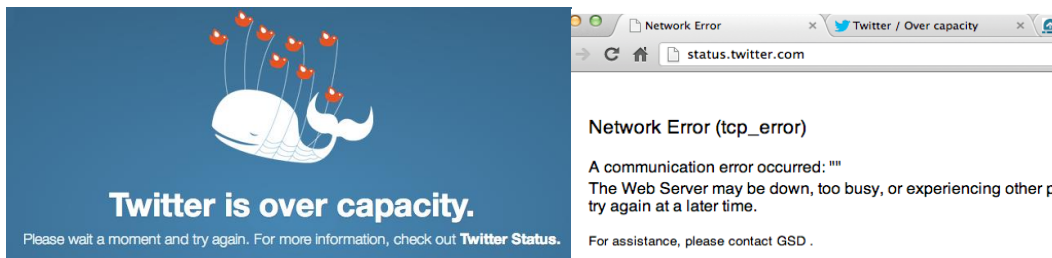 Twitter is over capacity.
Please wait a moment and try again. For more information, check out Twitter Status.
Network Error
Twitter / Over capacity
status.twitter.com
Network Error (tcp_error)
A communication error occurred: ""
The Web Server may be down, too busy, or experiencing other
try again at a later time.
For assistance, please contact GSD .